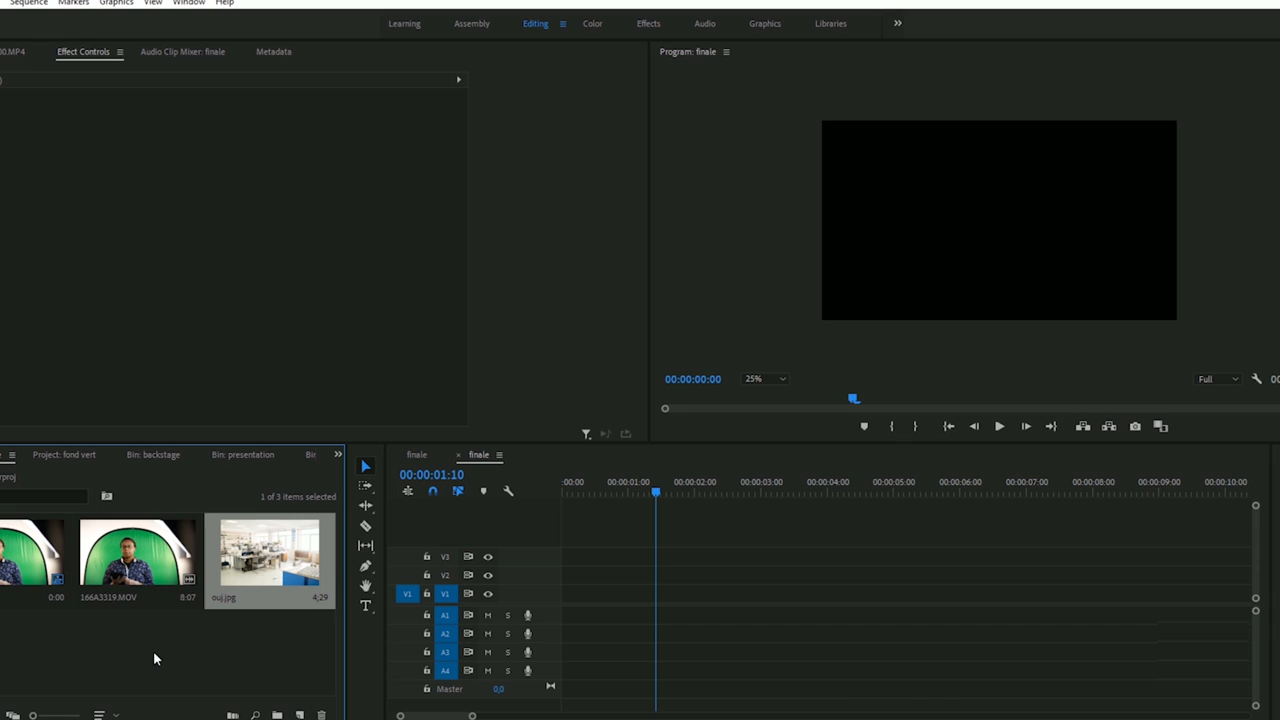 Sequence Markers Graphics View Window Help
Learning Assembly Editing Color Effects Audio Graphics Libraries
00.MP4 Effect Controls Audio Clip Mixer: finale Metadata
Program: finale
00:00:00:00 25% Full 00
Project: fond vert Bin: backstage Bin: presentation Bir
rproj
1 of 3 items selected
0:00 166A3319.MOV 8:07 ouj.jpg 4;29
finale × finale
00:00:01:10
:00:00 00:00:01:00 00:00:02:00 00:00:03:00 00:00:04:00 00:00:05:00 00:00:06:00 00:00:07:00 00:00:08:00 00:00:09:00 00:00:10:00
V3
V2
V1 V1
A1 M S
A2 M S
A3 M S
A4 M S
Master 0,0